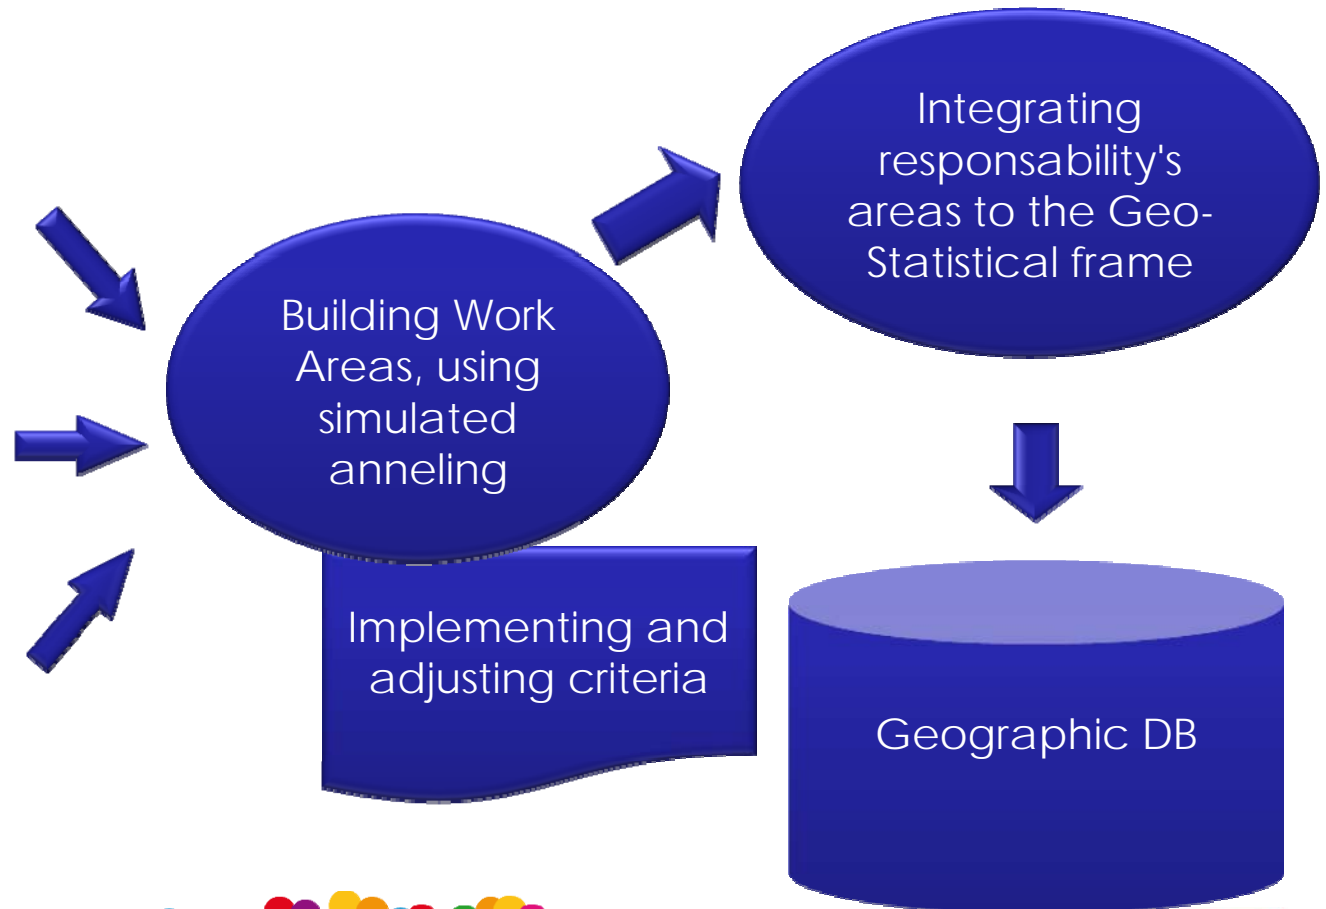 Integrating
responsability's
areas to the Geo-
Statistical frame
Building Work
Areas, using
simulated
anneling
Implementing and
adjusting criteria
Geographic DB